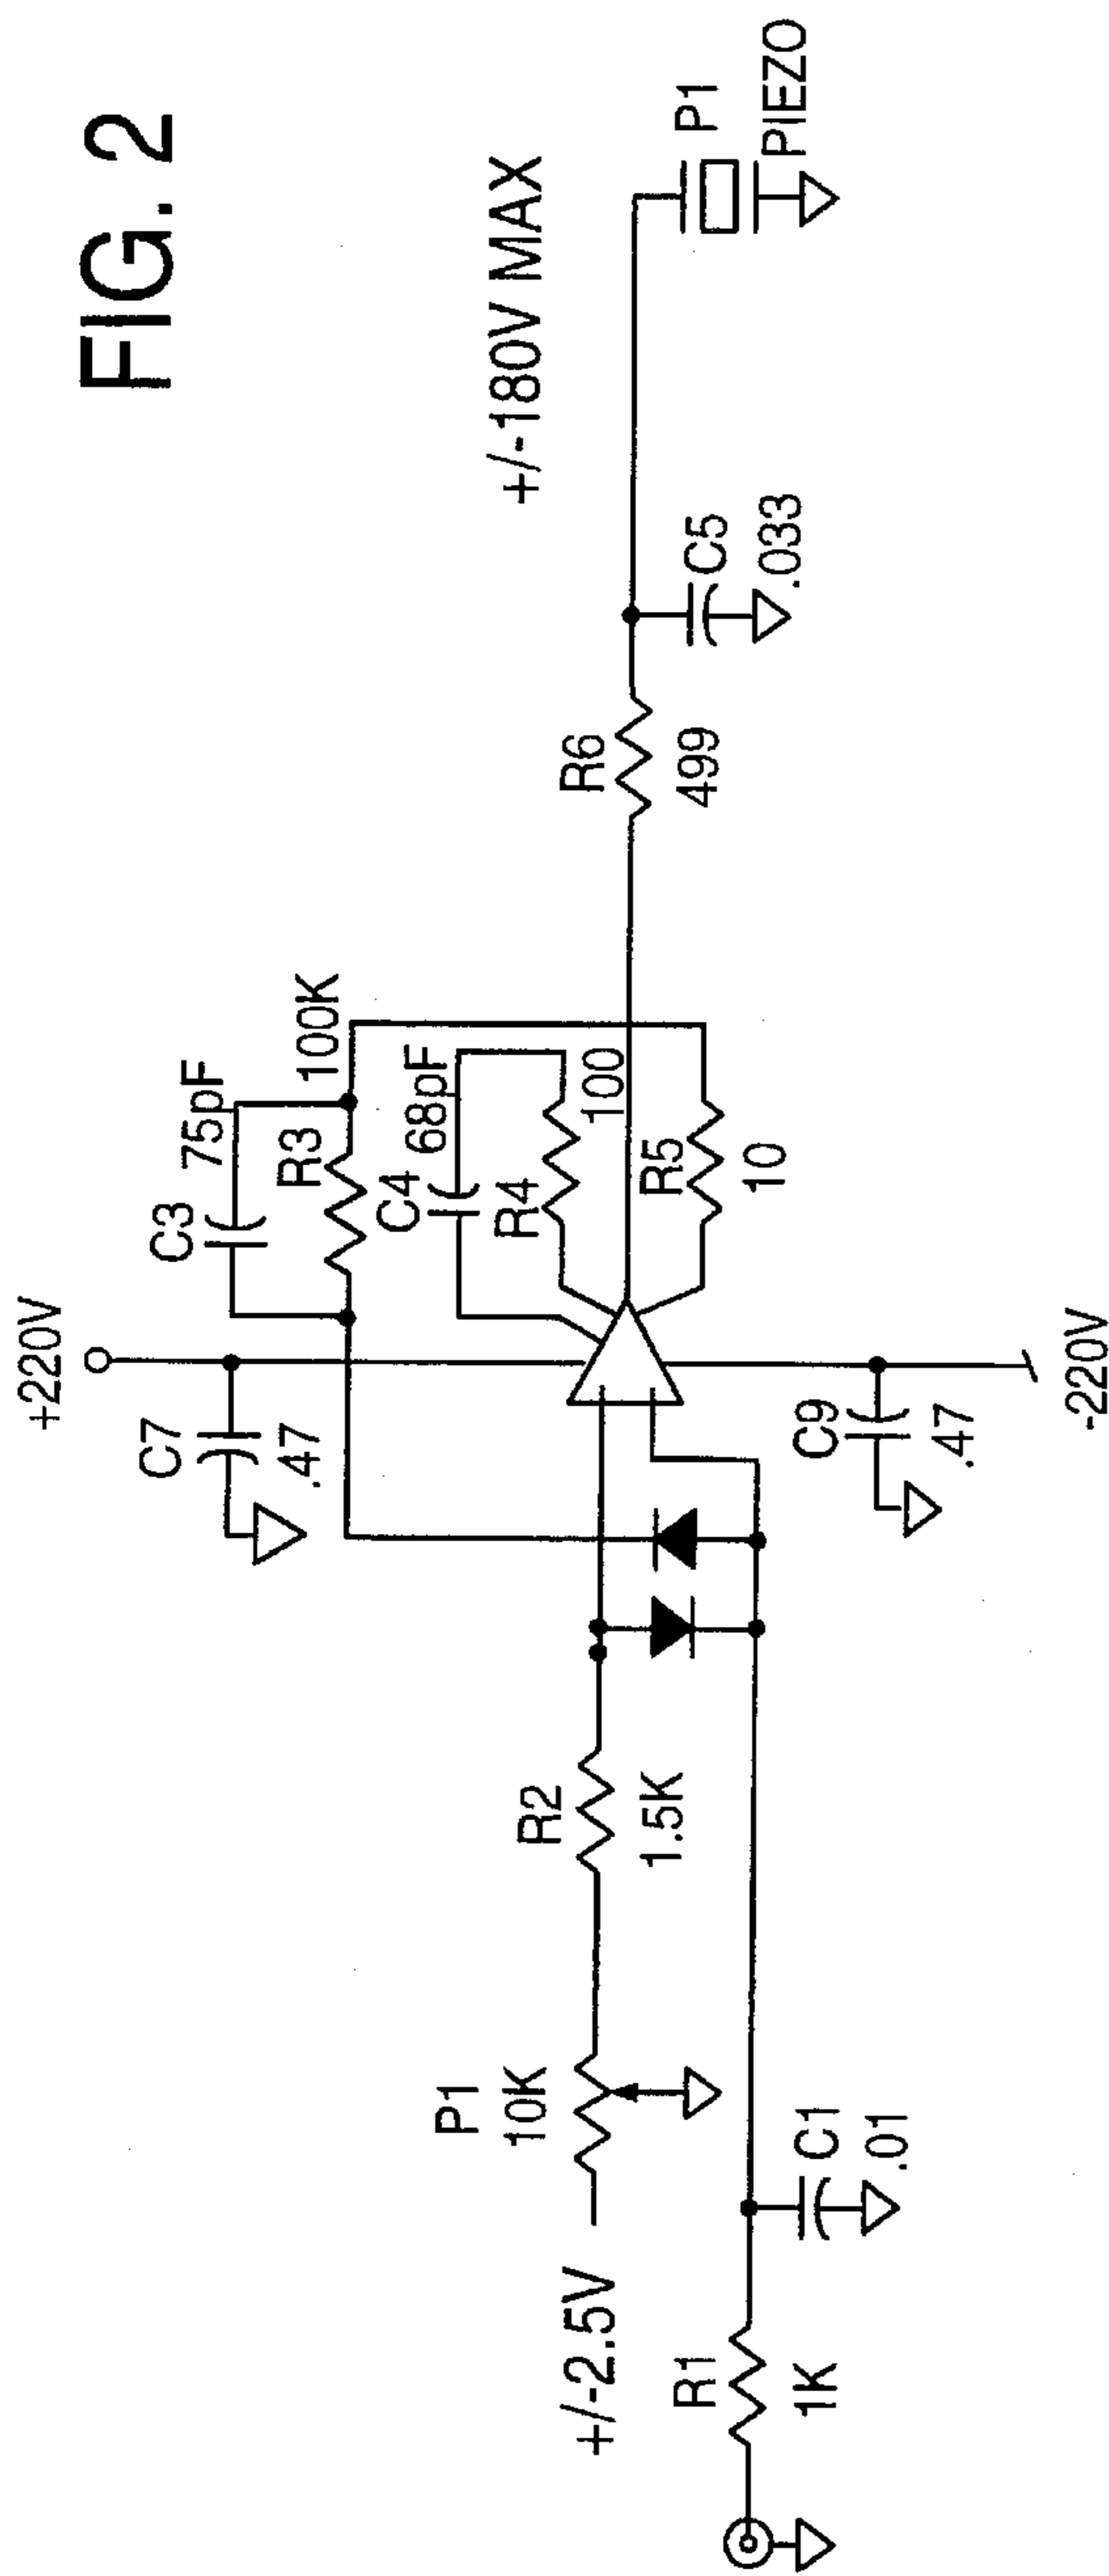 FIG. 2
+220V
C7
.47
C3
75pF
R3
100K
C4
68pF
R4
100
R5
10
+/-180V MAX
R6
499
C5
.033
P1
PIEZO
+/-2.5V
P1
10K
R2
1.5K
R1
1K
C1
.01
C9
.47
-220V